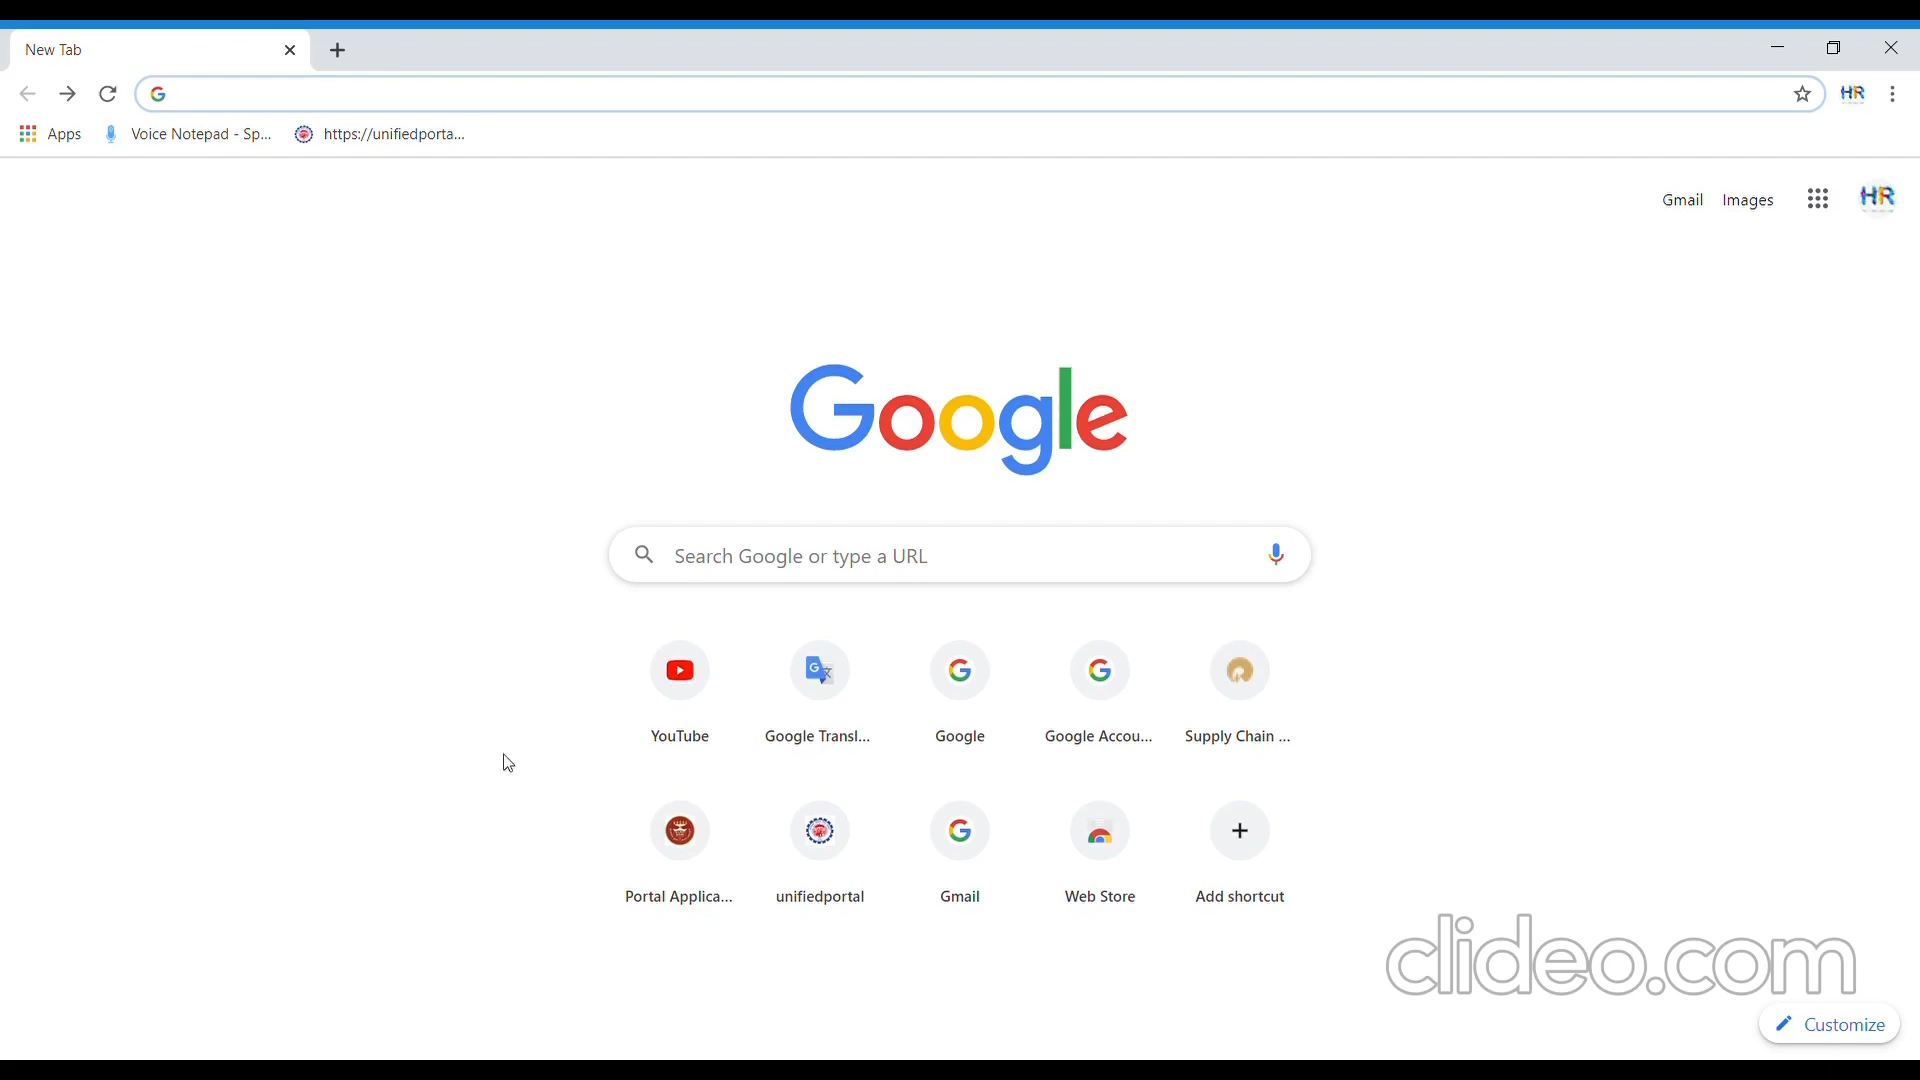 New Tab
Apps
Voice Notepad - Sp...
https://unifiedporta...
HR
Gmail Images
HR
Google
Search Google or type a URL
YouTube
Google Transl...
Google
Google Accou...
Supply Chain ...
Portal Applica...
unifiedportal
Gmail
Web Store
Add shortcut
clideo.com
Customize